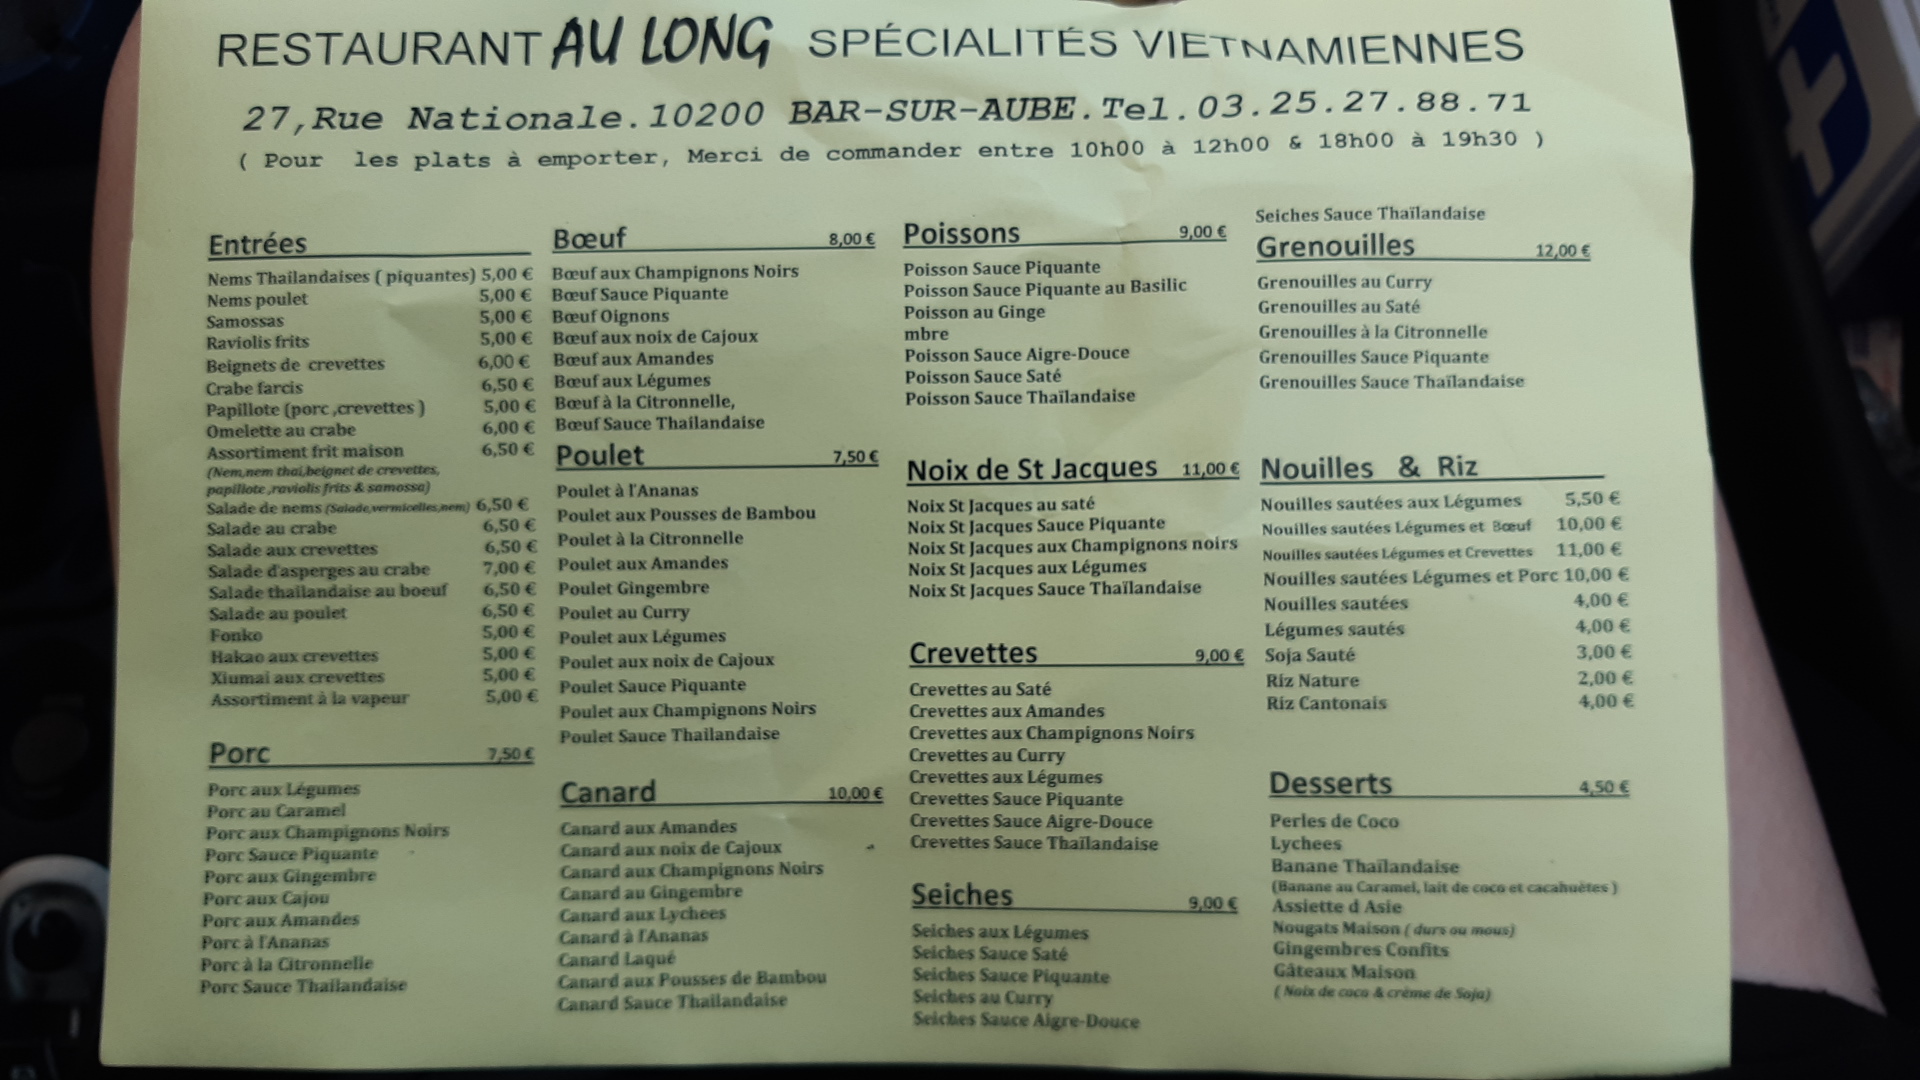 RESTAURANT AU LONG SPÉCIALITÉS VIETNAMIENNES
27,Rue Nationale.10200 BAR-SUR-AUBE.Tel.03.25.27.88.71
( Pour les plats à emporter, Merci de commander entre 10h00 à 12h00 & 18h00 à 19h30 )
Entrées
Nems Thailandaises ( piquantes) 5,00 €
Nems poulet 5,00 €
Samossas 5,00 €
Raviolis frits 5,00 €
Beignets de crevettes 6,00 €
Crabe farcis 6,50 €
Papillote (porc ,crevettes ) 5,00 €
Omelette au crabe 6,00 €
Assortiment frit maison 6,50 €
(Nem,nem thai,beignet de crevettes,
papillote ,raviolis frits & samossa)
Salade de nems (Salade,vermicelles,nem) 6,50 €
Salade au crabe 6,50 €
Salade aux crevettes 6,50 €
Salade d'asperges au crabe 7,00 €
Salade thailandaise au boeuf 6,50 €
Salade au poulet 6,50 €
Fonko 5,00 €
Hakao aux crevettes 5,00 €
Xiumai aux crevettes 5,00 €
Assortiment à la vapeur 5,00 €
Porc 7,50 €
Porc aux Légumes
Porc au Caramel
Porc aux Champignons Noirs
Porc Sauce Piquante
Porc aux Gingembre
Porc aux Cajou
Porc aux Amandes
Porc à l'Ananas
Porc à la Citronnelle
Porc Sauce Thailandaise
Bœuf 8,00 €
Bœuf aux Champignons Noirs
Bœuf Sauce Piquante
Bœuf Oignons
Bœuf aux noix de Cajoux
Bœuf aux Amandes
Bœuf aux Légumes
Bœuf à la Citronnelle,
Bœuf Sauce Thailandaise
Poulet 7,50 €
Poulet à l'Ananas
Poulet aux Pousses de Bambou
Poulet à la Citronnelle
Poulet aux Amandes
Poulet Gingembre
Poulet au Curry
Poulet aux Légumes
Poulet aux noix de Cajoux
Poulet Sauce Piquante
Poulet aux Champignons Noirs
Poulet Sauce Thailandaise
Canard 10,00 €
Canard aux Amandes
Canard aux noix de Cajoux
Canard aux Champignons Noirs
Canard au Gingembre
Canard aux Lychees
Canard à l'Ananas
Canard Laqué
Canard aux Pousses de Bambou
Canard Sauce Thailandaise
Poissons 9,00 €
Poisson Sauce Piquante
Poisson Sauce Piquante au Basilic
Poisson au Ginge
mbre
Poisson Sauce Aigre-Douce
Poisson Sauce Saté
Poisson Sauce Thaïlandaise
Noix de St Jacques 11,00 €
Noix St Jacques au saté
Noix St Jacques Sauce Piquante
Noix St Jacques aux Champignons noirs
Noix St Jacques aux Légumes
Noix St Jacques Sauce Thaïlandaise
Crevettes 9,00 €
Crevettes au Saté
Crevettes aux Amandes
Crevettes aux Champignons Noirs
Crevettes au Curry
Crevettes aux Légumes
Crevettes Sauce Piquante
Crevettes Sauce Aigre-Douce
Crevettes Sauce Thaïlandaise
Seiches 9,00 €
Seiches aux Légumes
Seiches Sauce Saté
Seiches Sauce Piquante
Seiches au Curry
Seiches Sauce Aigre-Douce
Seiches Sauce Thaïlandaise
Grenouilles 12,00 €
Grenouilles au Curry
Grenouilles au Saté
Grenouilles à la Citronnelle
Grenouilles Sauce Piquante
Grenouilles Sauce Thaïlandaise
Nouilles & Riz
Nouilles sautées aux Légumes 5,50 €
Nouilles sautées Légumes et Bœuf 10,00 €
Nouilles sautées Légumes et Crevettes 11,00 €
Nouilles sautées Légumes et Porc 10,00 €
Nouilles sautées 4,00 €
Légumes sautés 4,00 €
Soja Sauté 3,00 €
Riz Nature 2,00 €
Riz Cantonais 4,00 €
Desserts 4,50 €
Perles de Coco
Lychees
Banane Thaïlandaise
(Banane au Caramel, lait de coco et cacahuètes )
Assiette d Asie
Nougats Maison ( durs ou mous)
Gingembres Confits
Gâteaux Maison
( Noix de coco & crème de Soja)